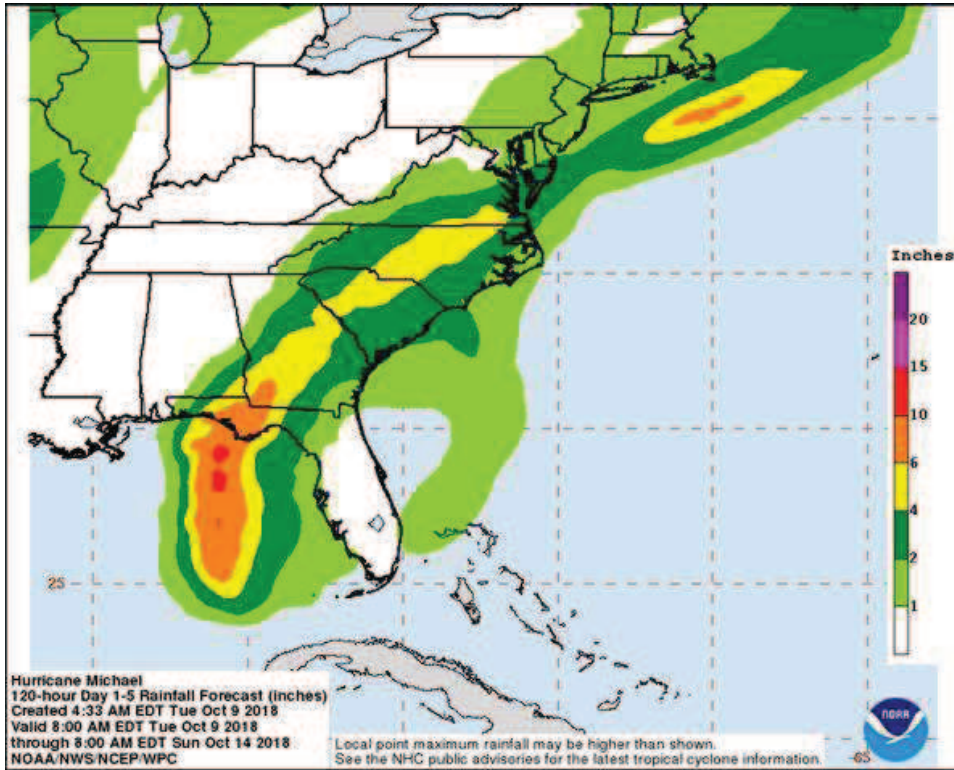 Inches
20
15
10
6
4
2
1
25
-65
Hurricane Michael
120-hour Day 1-5 Rainfall Forecast (inches)
Created 4:33 AM EDT Tue Oct 9 2018
Valid 8:00 AM EDT Tue Oct 9 2018
through 8:00 AM EDT Sun Oct 14 2018
NOAA/NWS/NCEP/WPC
Local point maximum rainfall may be higher than shown.
See the NHC public advisories for the latest tropical cyclone information.
NOAA